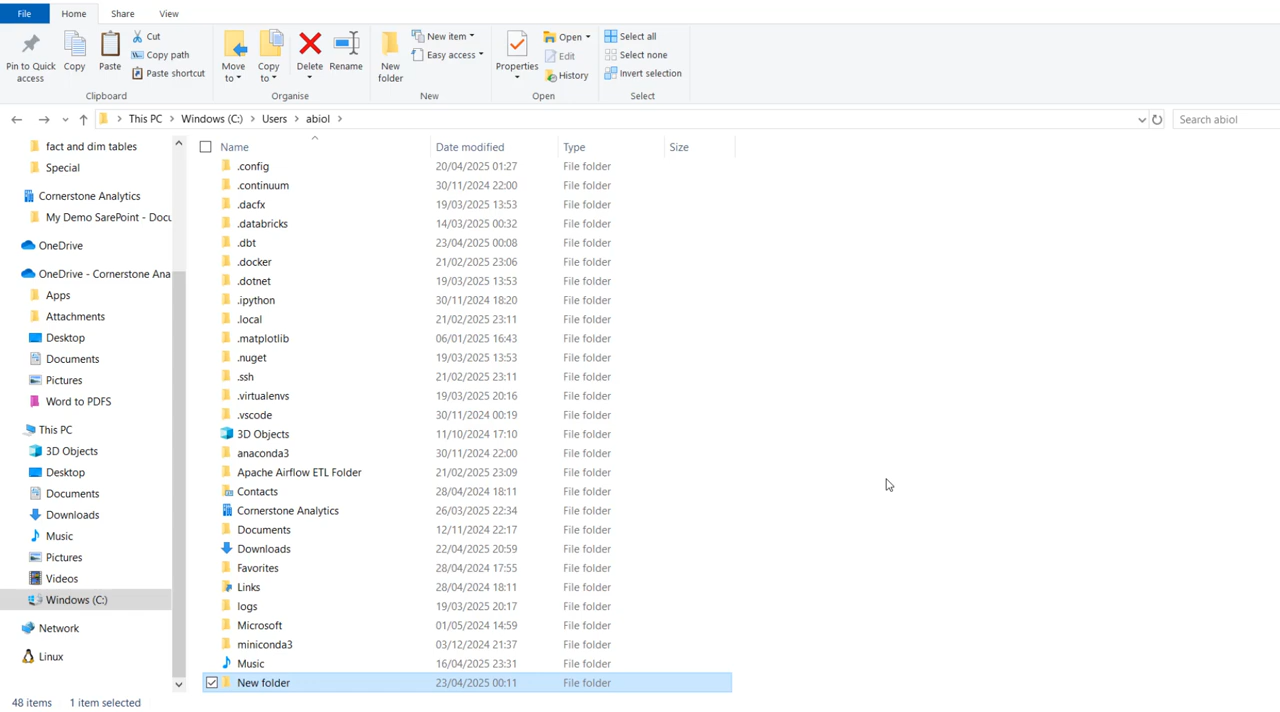 File Home Share View
Pin to Quick access
Copy
Paste
Cut
Copy path
Paste shortcut
Clipboard
Move to
Copy to
Delete
Rename
Organise
New folder
New item
Easy access
New
Properties
Open
Edit
History
Open
Select all
Select none
Invert selection
Select
This PC > Windows (C:) > Users > abiol >
Search abiol
fact and dim tables
Special
Cornerstone Analytics
My Demo SarePoint - Docu
OneDrive
OneDrive - Cornerstone Ana
Apps
Attachments
Desktop
Documents
Pictures
Word to PDFS
This PC
3D Objects
Desktop
Documents
Downloads
Music
Pictures
Videos
Windows (C:)
Network
Linux
Name Date modified Type Size
.config 20/04/2025 01:27 File folder
.continuum 30/11/2024 22:00 File folder
.dacfx 19/03/2025 13:53 File folder
.databricks 14/03/2025 00:32 File folder
.dbt 23/04/2025 00:08 File folder
.docker 21/02/2025 23:06 File folder
.dotnet 19/03/2025 13:53 File folder
.ipython 30/11/2024 18:20 File folder
.local 21/02/2025 23:11 File folder
.matplotlib 06/01/2025 16:43 File folder
.nuget 19/03/2025 13:53 File folder
.ssh 21/02/2025 23:11 File folder
.virtualenvs 19/03/2025 20:16 File folder
.vscode 30/11/2024 00:19 File folder
3D Objects 11/10/2024 17:10 File folder
anaconda3 30/11/2024 22:00 File folder
Apache Airflow ETL Folder 21/02/2025 23:09 File folder
Contacts 28/04/2024 18:11 File folder
Cornerstone Analytics 26/03/2025 22:34 File folder
Documents 12/11/2024 22:17 File folder
Downloads 22/04/2025 20:59 File folder
Favorites 28/04/2024 17:55 File folder
Links 28/04/2024 18:11 File folder
logs 19/03/2025 20:17 File folder
Microsoft 01/05/2024 14:59 File folder
miniconda3 03/12/2024 21:37 File folder
Music 16/04/2025 23:31 File folder
New folder 23/04/2025 00:11 File folder
48 items 1 item selected